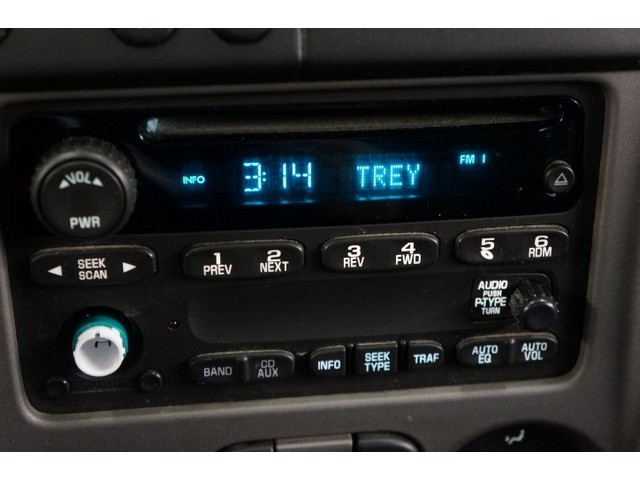 FM 1
VOL
INFO 3:14 TREY
PWR
SEEK SCAN
1 PREV 2 NEXT
3 REV 4 FWD
5 6 RDM
AUDIO
PUSH
P-TYPE
TURN
BAND
CD AUX
INFO
SEEK TYPE
TRAF
AUTO EQ
AUTO VOL